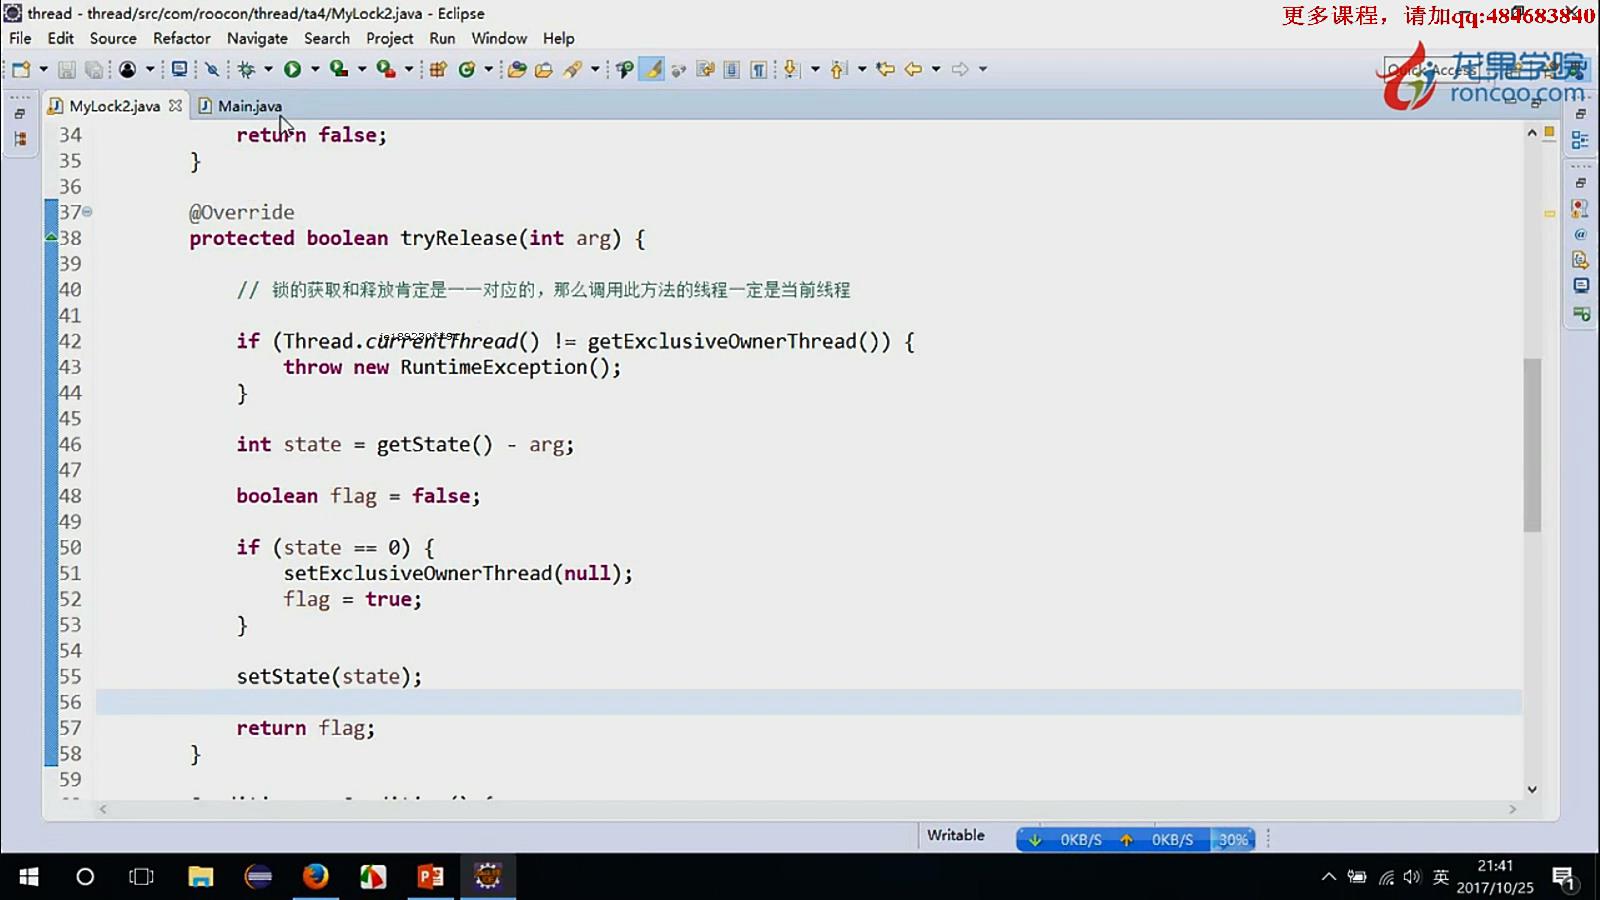 thread - thread/src/com/roocon/thread/ta4/MyLock2.java - Eclipse
更多课程，请加qq:484683840
File Edit Source Refactor Navigate Search Project Run Window Help
Quick Access
龙果学院
roncoo.com
MyLock2.java Main.java
34 return false;
35 }
36
37 @Override
38 protected boolean tryRelease(int arg) {
39
40 // 锁的获取和释放肯定是一一对应的，那么调用此方法的线程一定是当前线程
41
42 if (Thread.currentThread() != getExclusiveOwnerThread()) {
43 throw new RuntimeException();
44 }
45
46 int state = getState() - arg;
47
48 boolean flag = false;
49
50 if (state == 0) {
51 setExclusiveOwnerThread(null);
52 flag = true;
53 }
54
55 setState(state);
56
57 return flag;
58 }
59
Writable
0KB/S 0KB/S 30%
英
21:41
2017/10/25
1